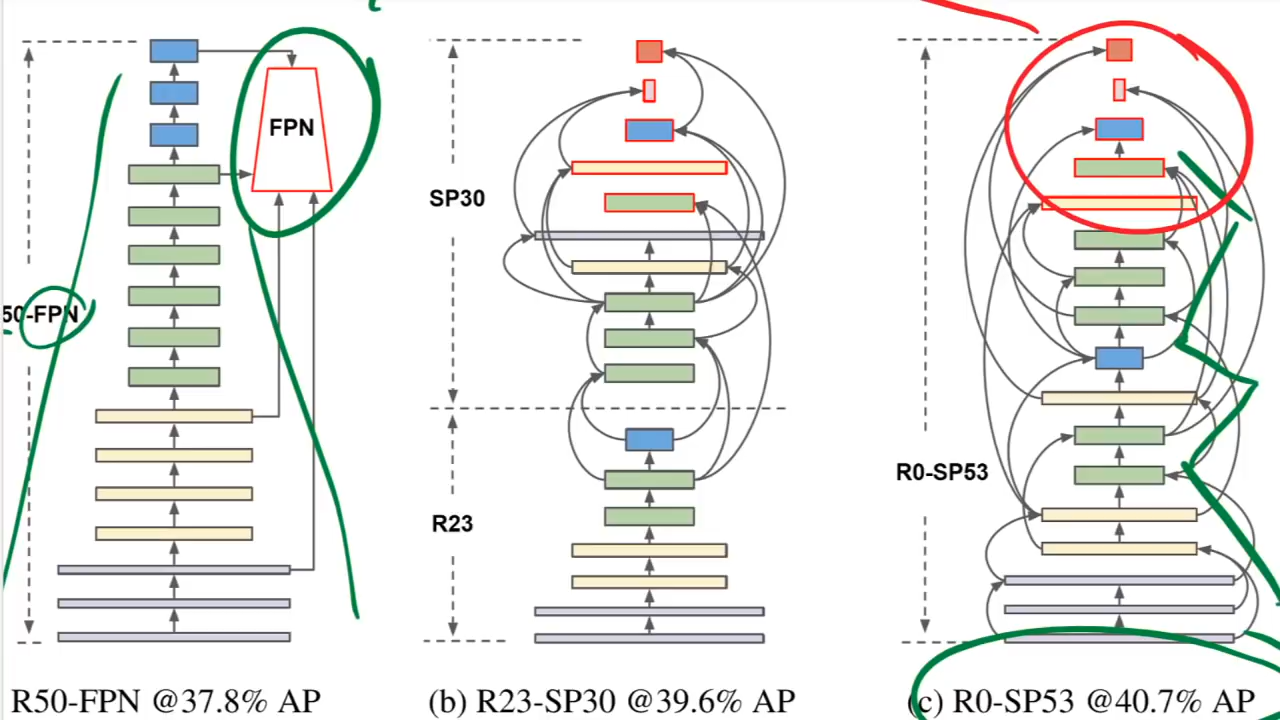 FPN
50-FPN
SP30
R23
R0-SP53
R50-FPN @37.8% AP
(b) R23-SP30 @39.6% AP
(c) R0-SP53 @40.7% AP